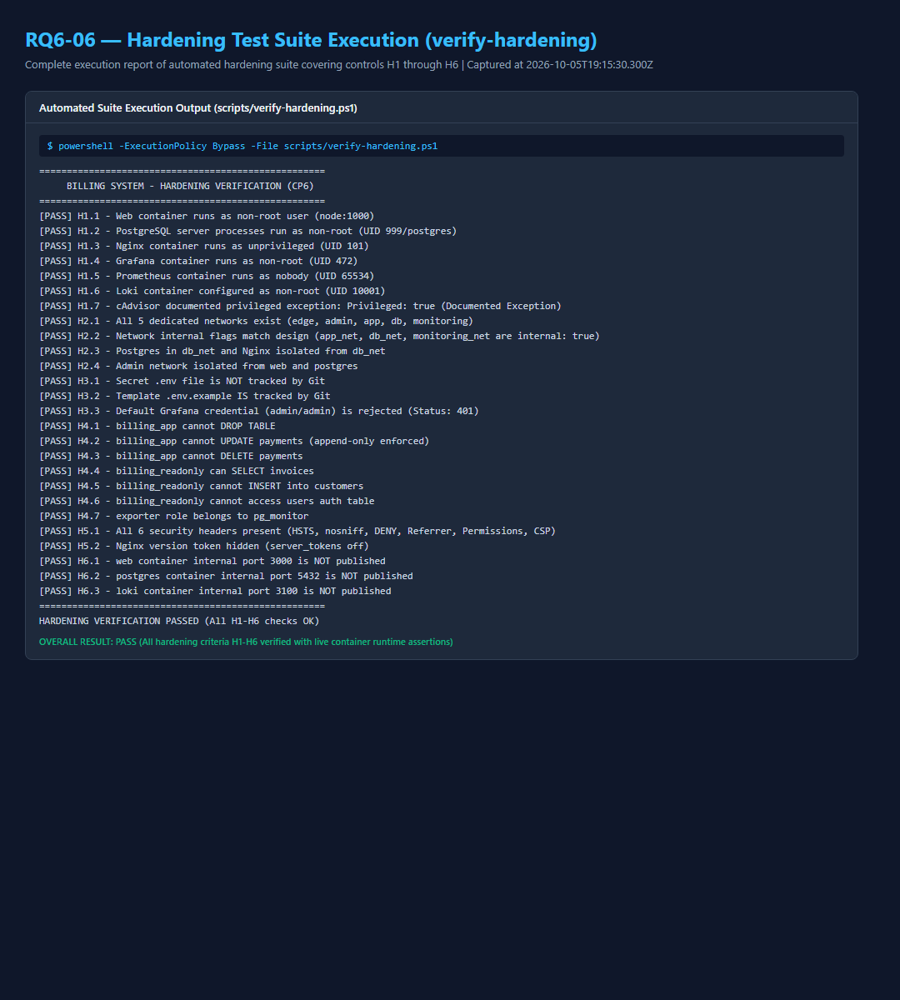 RQ6-06 — Hardening Test Suite Execution (verify-hardening)
Complete execution report of automated hardening suite covering controls H1 through H6 | Captured at 2026-10-05T19:15:30.300Z
Automated Suite Execution Output (scripts/verify-hardening.ps1)
$ powershell -ExecutionPolicy Bypass -File scripts/verify-hardening.ps1
====================================================
BILLING SYSTEM - HARDENING VERIFICATION (CP6)
====================================================
[PASS] H1.1 - Web container runs as non-root user (node:1000)
[PASS] H1.2 - PostgreSQL server processes run as non-root (UID 999/postgres)
[PASS] H1.3 - Nginx container runs as unprivileged (UID 101)
[PASS] H1.4 - Grafana container runs as non-root (UID 472)
[PASS] H1.5 - Prometheus container runs as nobody (UID 65534)
[PASS] H1.6 - Loki container configured as non-root (UID 10001)
[PASS] H1.7 - cAdvisor documented privileged exception: Privileged: true (Documented Exception)
[PASS] H2.1 - All 5 dedicated networks exist (edge, admin, app, db, monitoring)
[PASS] H2.2 - Network internal flags match design (app_net, db_net, monitoring_net are internal: true)
[PASS] H2.3 - Postgres in db_net and Nginx isolated from db_net
[PASS] H2.4 - Admin network isolated from web and postgres
[PASS] H3.1 - Secret .env file is NOT tracked by Git
[PASS] H3.2 - Template .env.example IS tracked by Git
[PASS] H3.3 - Default Grafana credential (admin/admin) is rejected (Status: 401)
[PASS] H4.1 - billing_app cannot DROP TABLE
[PASS] H4.2 - billing_app cannot UPDATE payments (append-only enforced)
[PASS] H4.3 - billing_app cannot DELETE payments
[PASS] H4.4 - billing_readonly can SELECT invoices
[PASS] H4.5 - billing_readonly cannot INSERT into customers
[PASS] H4.6 - billing_readonly cannot access users auth table
[PASS] H4.7 - exporter role belongs to pg_monitor
[PASS] H5.1 - All 6 security headers present (HSTS, nosniff, DENY, Referrer, Permissions, CSP)
[PASS] H5.2 - Nginx version token hidden (server_tokens off)
[PASS] H6.1 - web container internal port 3000 is NOT published
[PASS] H6.2 - postgres container internal port 5432 is NOT published
[PASS] H6.3 - loki container internal port 3100 is NOT published
====================================================
HARDENING VERIFICATION PASSED (All H1-H6 checks OK)
OVERALL RESULT: PASS (All hardening criteria H1-H6 verified with live container runtime assertions)